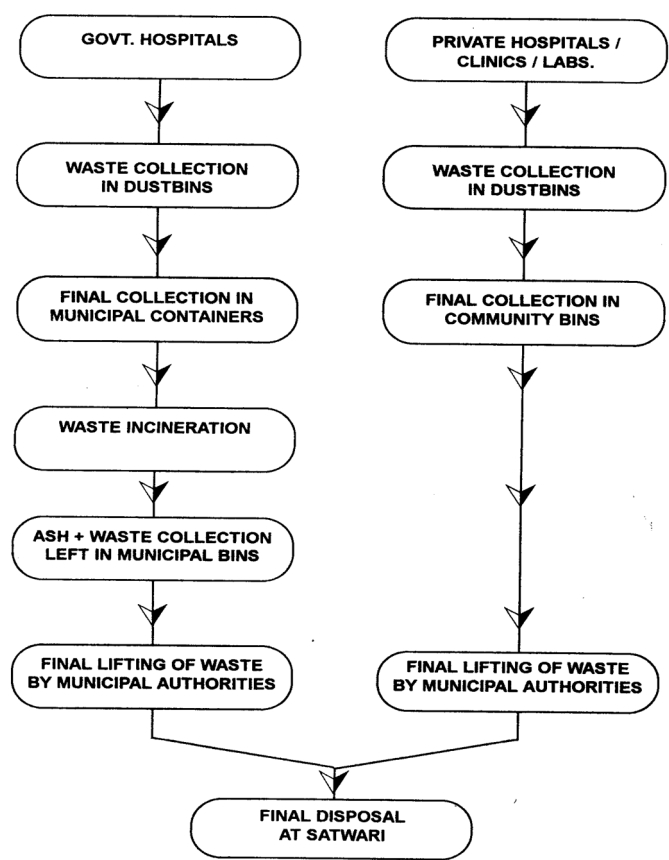 GOVT. HOSPITALS
WASTE COLLECTION
IN DUSTBINS
FINAL COLLECTION IN
MUNICIPAL CONTAINERS
WASTE INCINERATION
ASH + WASTE COLLECTION
LEFT IN MUNICIPAL BINS
FINAL LIFTING OF WASTE
BY MUNICIPAL AUTHORITIES
PRIVATE HOSPITALS /
CLINICS / LABS.
WASTE COLLECTION
IN DUSTBINS
FINAL COLLECTION IN
COMMUNITY BINS
FINAL LIFTING OF WASTE
BY MUNICIPAL AUTHORITIES
FINAL DISPOSAL
AT SATWARI